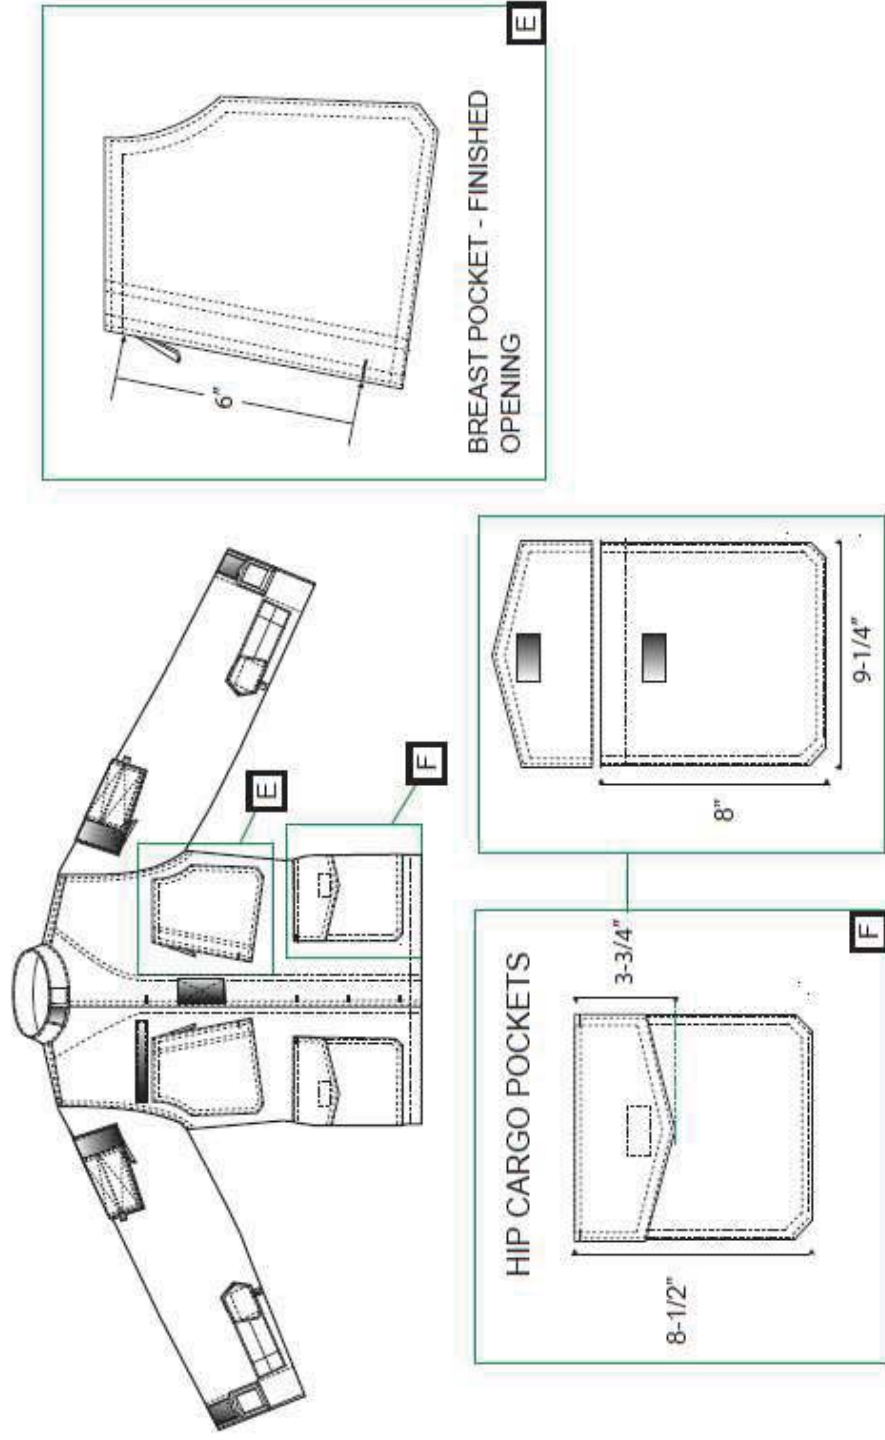 E
F
HIP CARGO POCKETS
8-1/2"
3-3/4"
F
8"
9-1/4"
6"
BREAST POCKET - FINISHED
OPENING
E